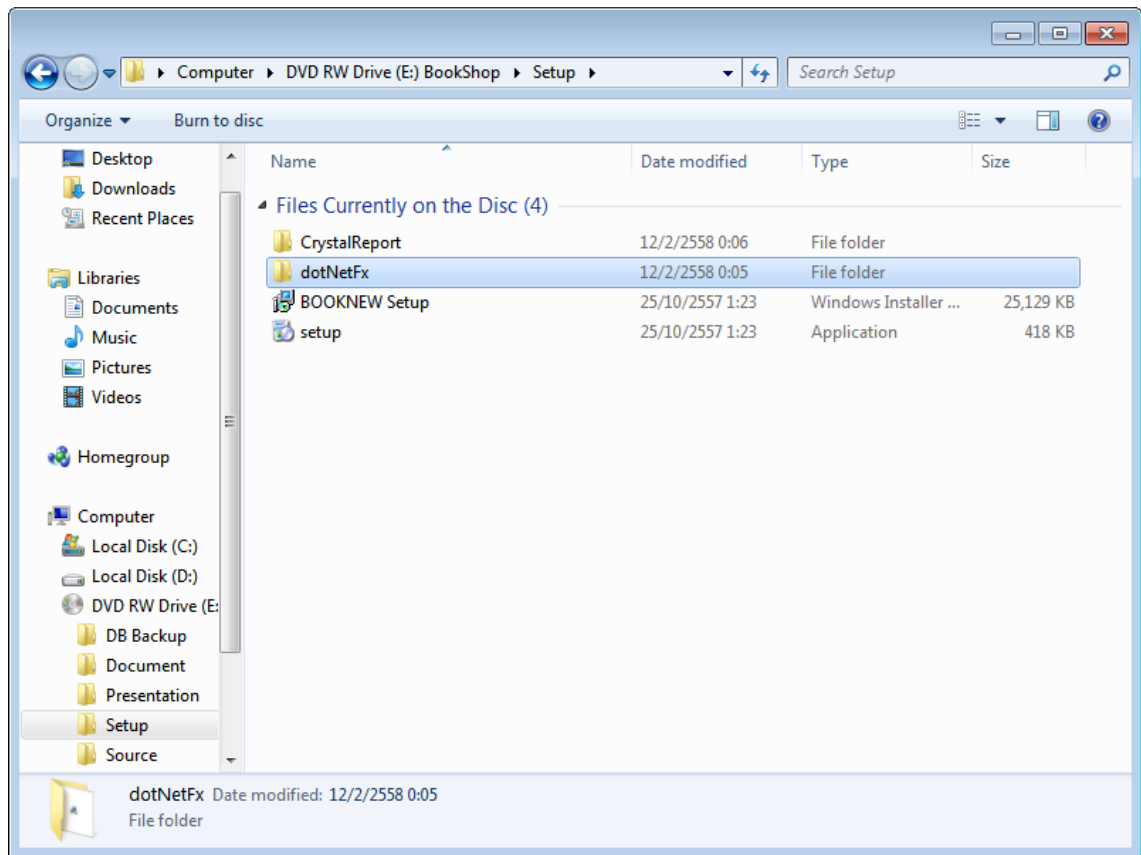 Computer DVD RW Drive (E:) BookShop Setup Search Setup
Organize Burn to disc
Desktop
Downloads
Recent Places
Libraries
Documents
Music
Pictures
Videos
Homegroup
Computer
Local Disk (C:)
Local Disk (D:)
DVD RW Drive (E:
DB Backup
Document
Presentation
Setup
Source
Name Date modified Type Size
Files Currently on the Disc (4)
CrystalReport 12/2/2558 0:06 File folder
dotNetFx 12/2/2558 0:05 File folder
BOOKNEW Setup 25/10/2557 1:23 Windows Installer ... 25,129 KB
setup 25/10/2557 1:23 Application 418 KB
dotNetFx Date modified: 12/2/2558 0:05
File folder